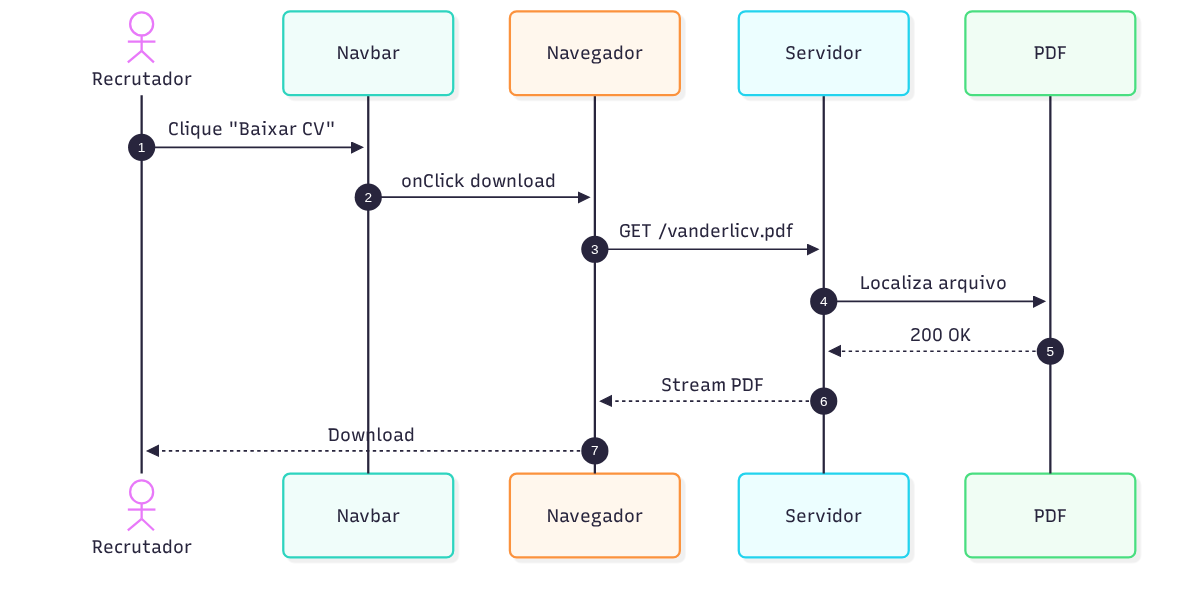 Recrutador
Navbar
Navegador
Servidor
PDF
Clique "Baixar CV"
1
onClick download
2
GET /vanderlicv.pdf
3
Localiza arquivo
4
200 OK
5
Stream PDF
6
Download
7
Recrutador
Navbar
Navegador
Servidor
PDF